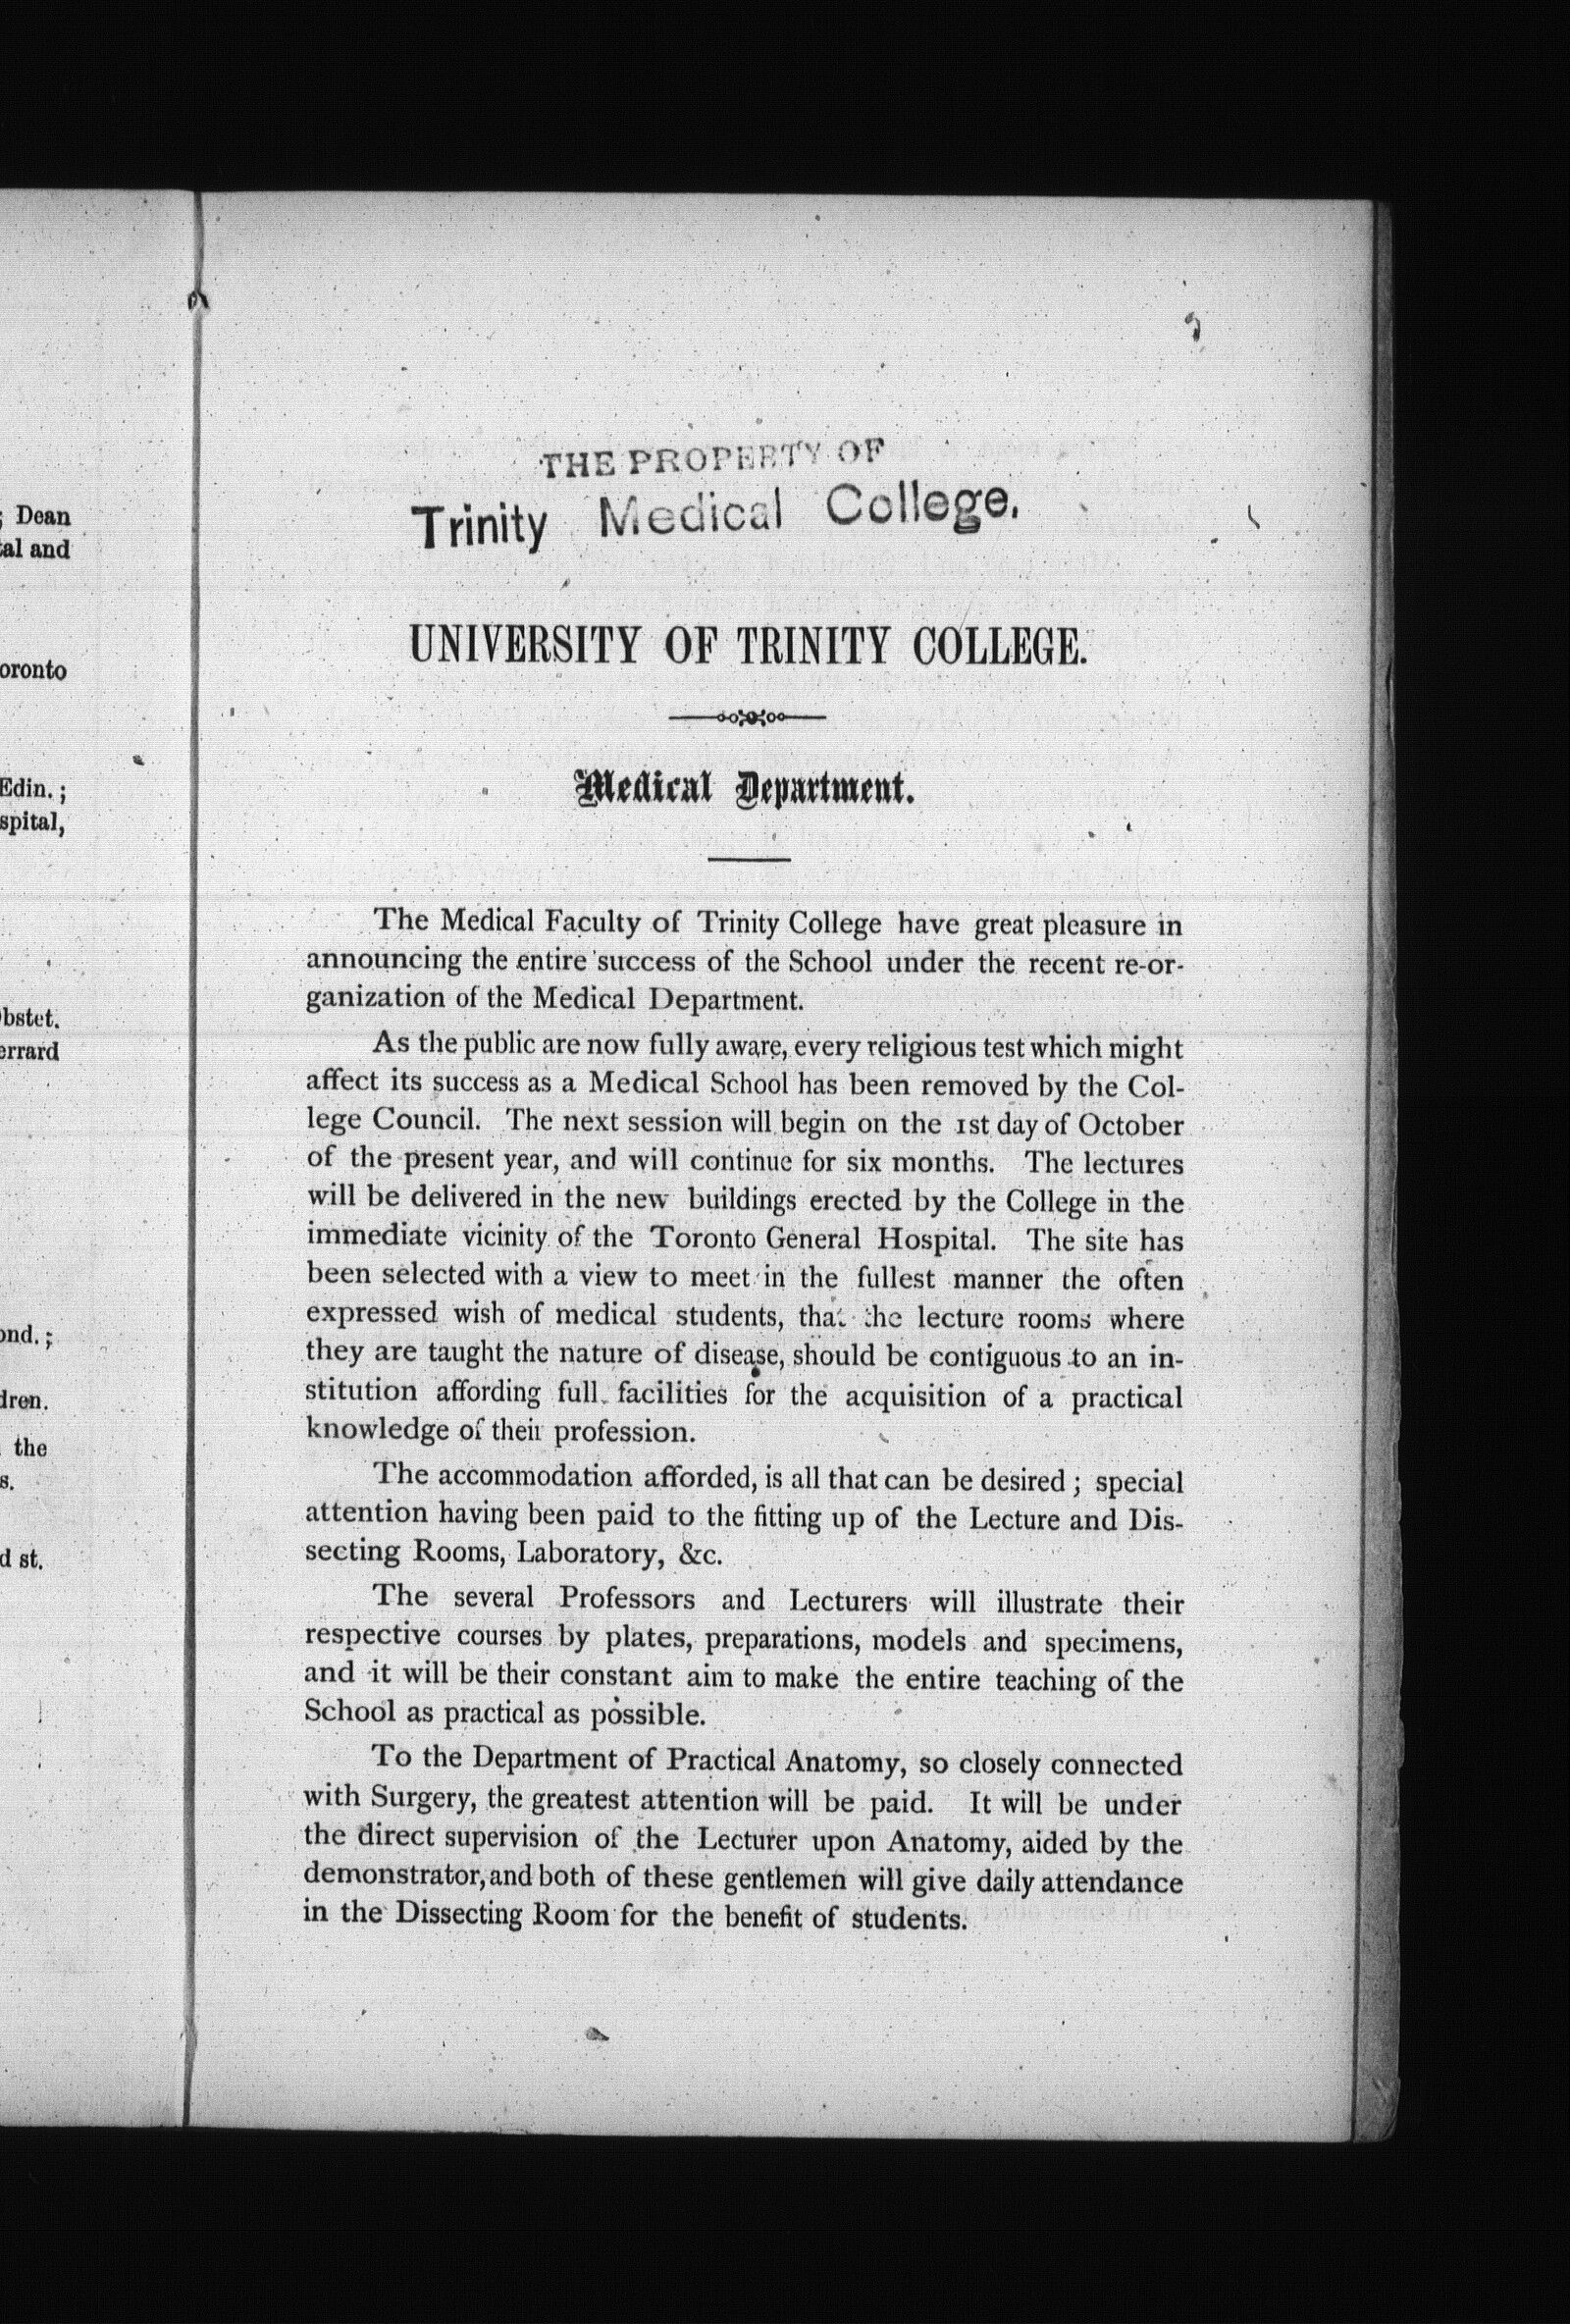 ; Dean
tal and
oronto
Edin. ;
spital,
bstet.
errard
ond. ;
dren.
the
s.
d st.
THE PROPERTY OF
Trinity Medical College.
UNIVERSITY OF TRINITY COLLEGE.
Medical Department.
The Medical Faculty of Trinity College have great pleasure in
announcing the entire success of the School under the recent re-or-
ganization of the Medical Department.
As the public are now fully aware, every religious test which might
affect its success as a Medical School has been removed by the Col-
lege Council. The next session will begin on the 1st day of October
of the present year, and will continue for six months. The lectures
will be delivered in the new buildings erected by the College in the
immediate vicinity of the Toronto General Hospital. The site has
been selected with a view to meet in the fullest manner the often
expressed wish of medical students, that the lecture rooms where
they are taught the nature of disease, should be contiguous to an in-
stitution affording full facilities for the acquisition of a practical
knowledge of their profession.
The accommodation afforded, is all that can be desired ; special
attention having been paid to the fitting up of the Lecture and Dis-
secting Rooms, Laboratory, &c.
The several Professors and Lecturers will illustrate their
respective courses by plates, preparations, models and specimens,
and it will be their constant aim to make the entire teaching of the
School as practical as possible.
To the Department of Practical Anatomy, so closely connected
with Surgery, the greatest attention will be paid. It will be under
the direct supervision of the Lecturer upon Anatomy, aided by the
demonstrator, and both of these gentlemen will give daily attendance
in the Dissecting Room for the benefit of students.